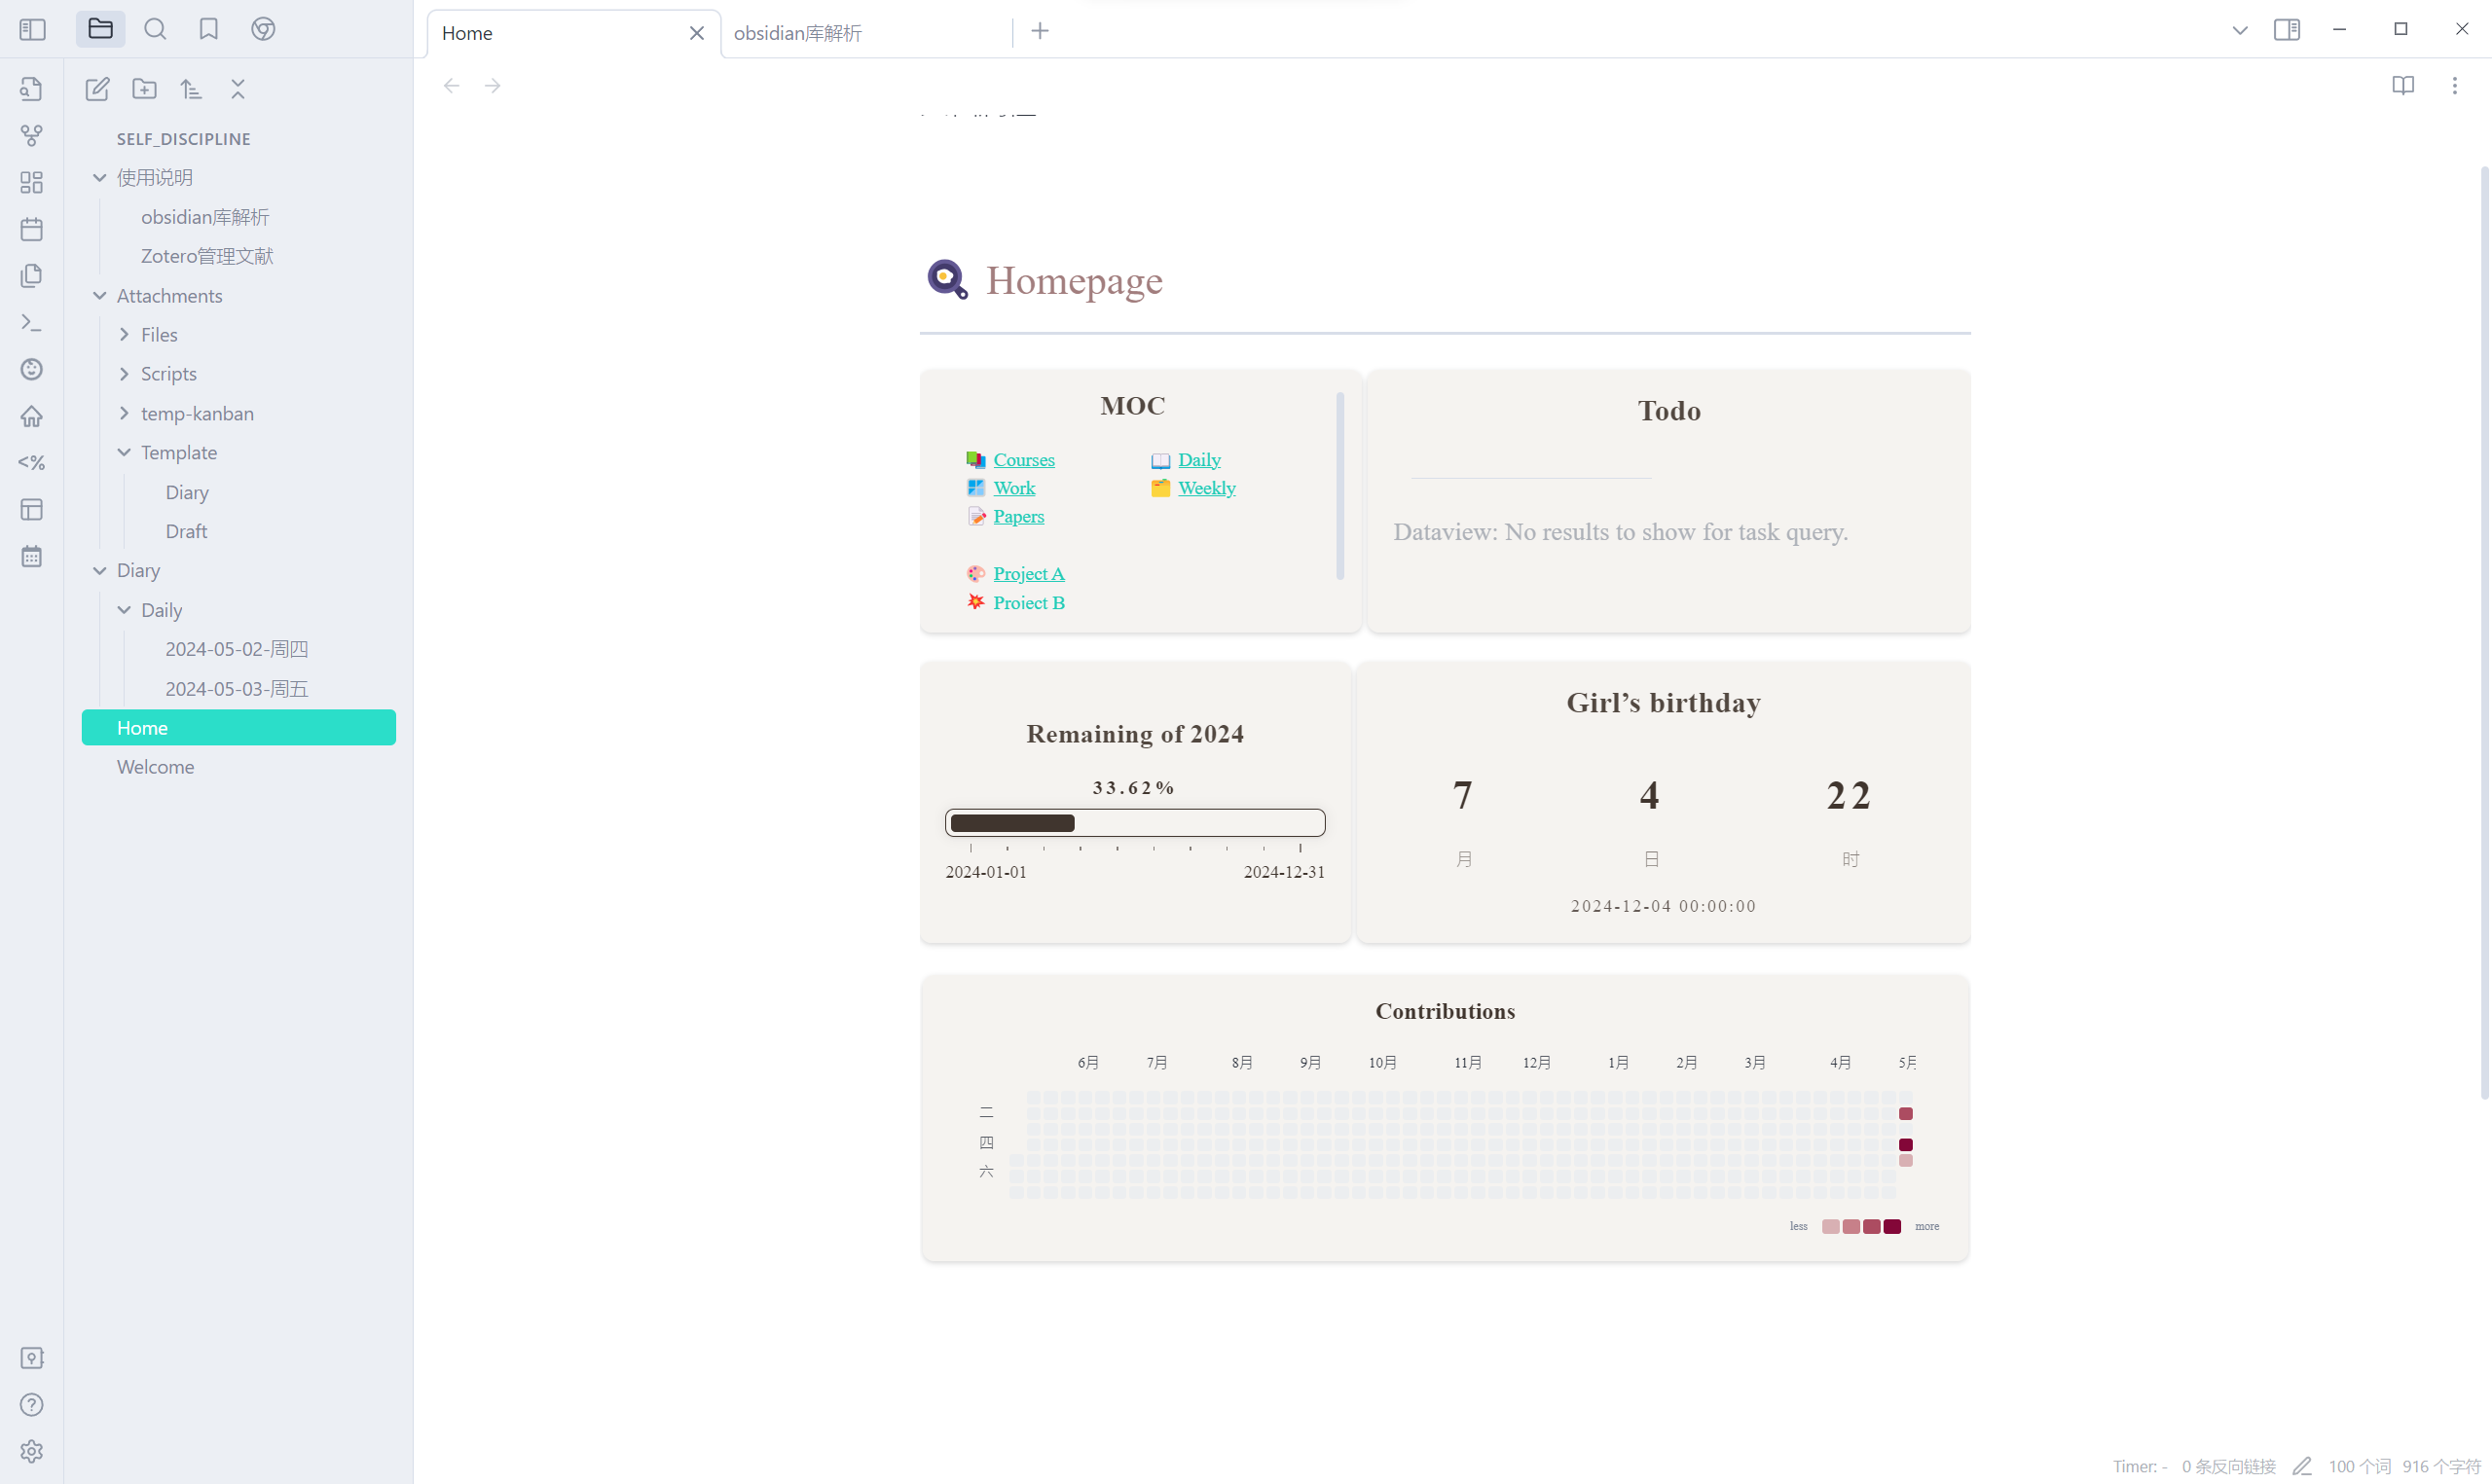 Home
obsidian库解析
SELF_DISCIPLINE
使用说明
obsidian库解析
Zotero管理文献
Attachments
Files
Scripts
temp-kanban
Template
Diary
Draft
Diary
Daily
2024-05-02-周四
2024-05-03-周五
Home
Welcome
<%
Homepage
MOC
Courses
Work
Papers
Project A
Project B
Daily
Weekly
Todo
Dataview: No results to show for task query.
Remaining of 2024
33.62%
2024-01-01 2024-12-31
Girl’s birthday
7 4 22
月 日 时
2024-12-04 00:00:00
Contributions
6月 7月 8月 9月 10月 11月 12月 1月 2月 3月 4月 5月
二
四
六
less more
Timer: - 0 条反向链接 100 个词 916 个字符